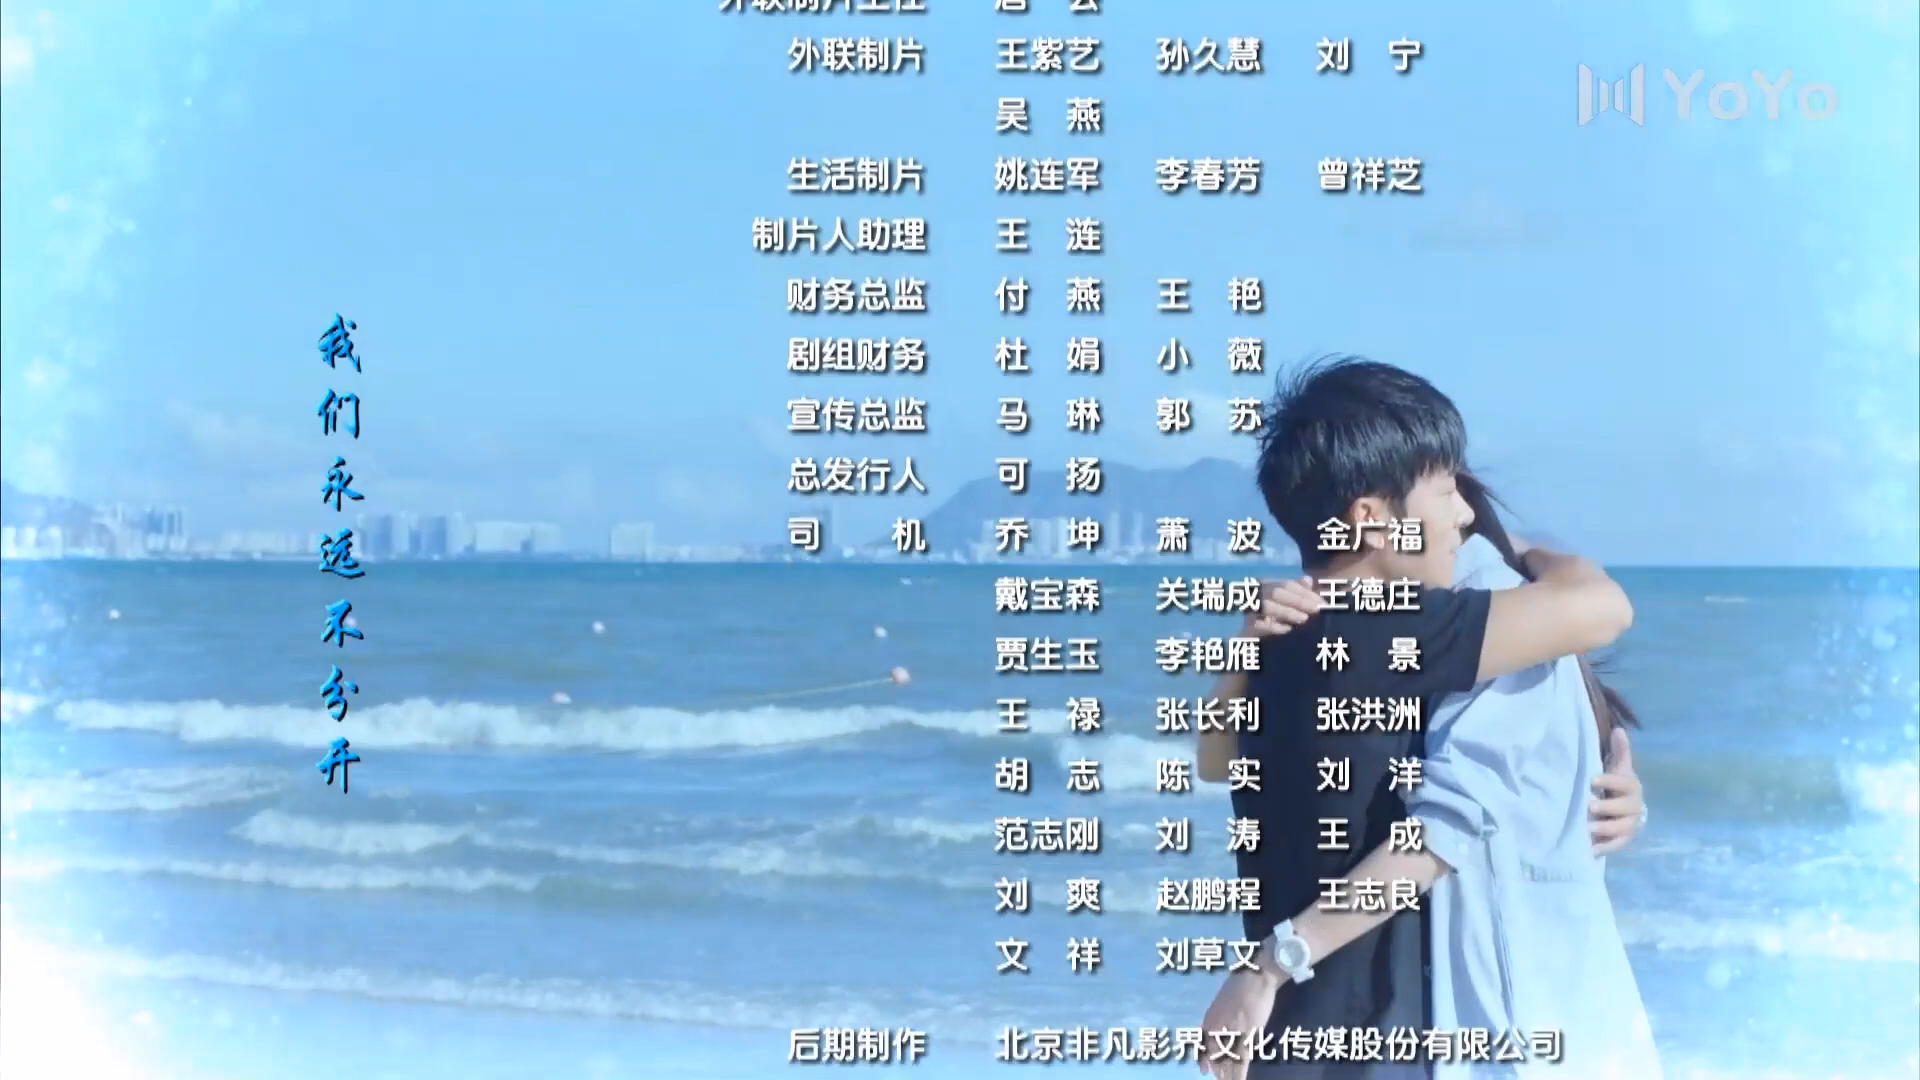 外联制片　王紫艺　孙久慧　刘　宁
吴　燕
生活制片　姚连军　李春芳　曾祥芝
制片人助理　王　涟
财务总监　付　燕　王　艳
剧组财务　杜　娟　小　薇
宣传总监　马　琳　郭　苏
总发行人　可　扬
司　机　乔　坤　萧　波　金广福
戴宝森　关瑞成　王德庄
贾生玉　李艳雁　林　景
王　禄　张长利　张洪洲
胡　志　陈　实　刘　洋
范志刚　刘　涛　王　成
刘　爽　赵鹏程　王志良
文　祥　刘草文
后期制作　北京非凡影界文化传媒股份有限公司
我们永远不分开
YoYo